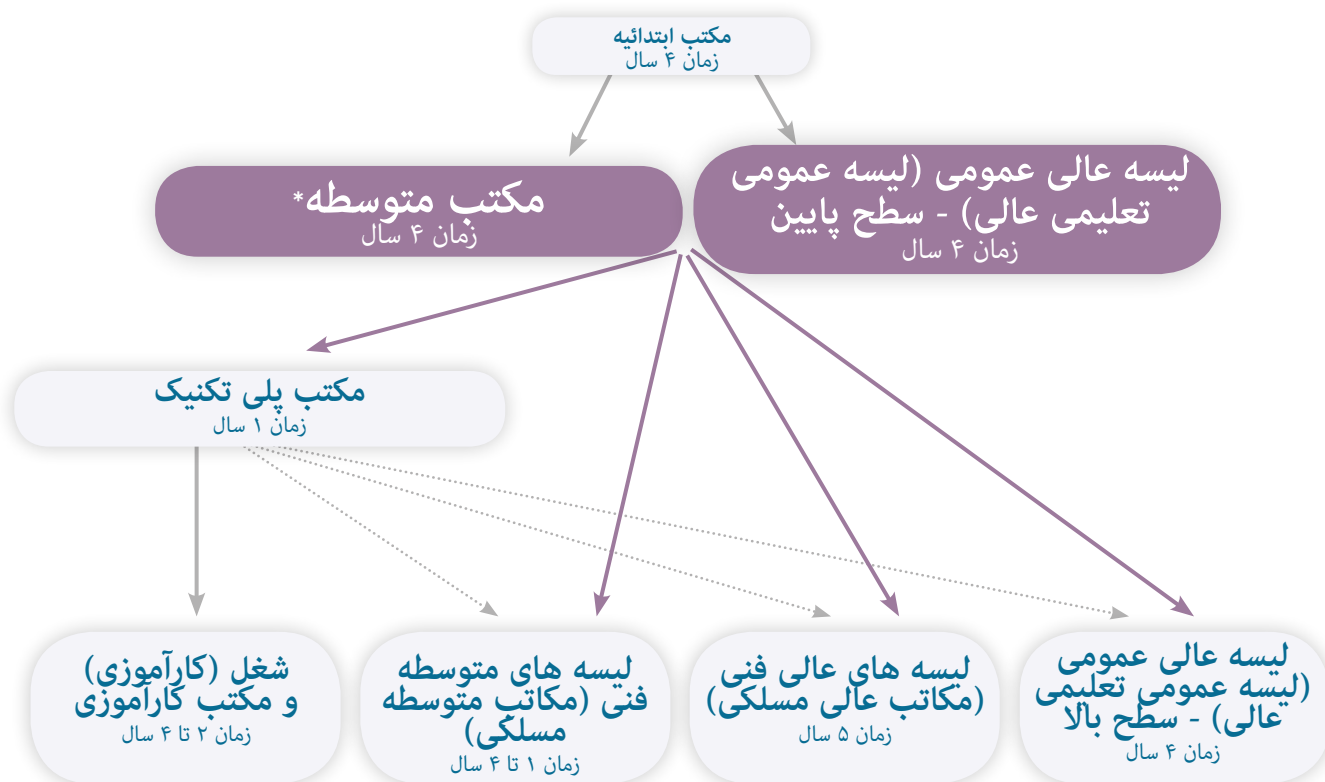 مکتب ابتدائیه
زمان ۴ سال
لیسه عالی عمومی (لیسه عمومی
تعلیمی عالی) - سطح پایین
زمان ۴ سال
مکتب متوسطه*
زمان ۴ سال
مکتب پلی تکنیک
زمان ۱ سال
لیسه عالی عمومی
(لیسه عمومی تعلیمی
عالی) - سطح بالا
زمان ۴ سال
لیسه های عالی فنی
(مکاتب عالی مسلکی)
زمان ۵ سال
لیسه های متوسطه
فنی (مکاتب متوسطه
مسلکی)
زمان ۱ تا ۴ سال
شغل (کارآموزی)
و مکتب کارآموزی
زمان ۲ تا ۴ سال